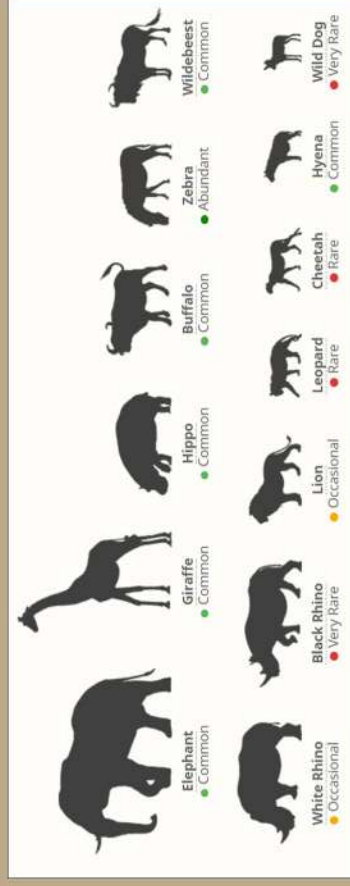 Elephant
Common
Giraffe
Common
Hippo
Common
Buffalo
Common
Zebra
Abundant
Wildebeest
Common
White Rhino
Occasional
Black Rhino
Very Rare
Lion
Occasional
Leopard
Rare
Cheetah
Rare
Hyena
Common
Wild Dog
Very Rare